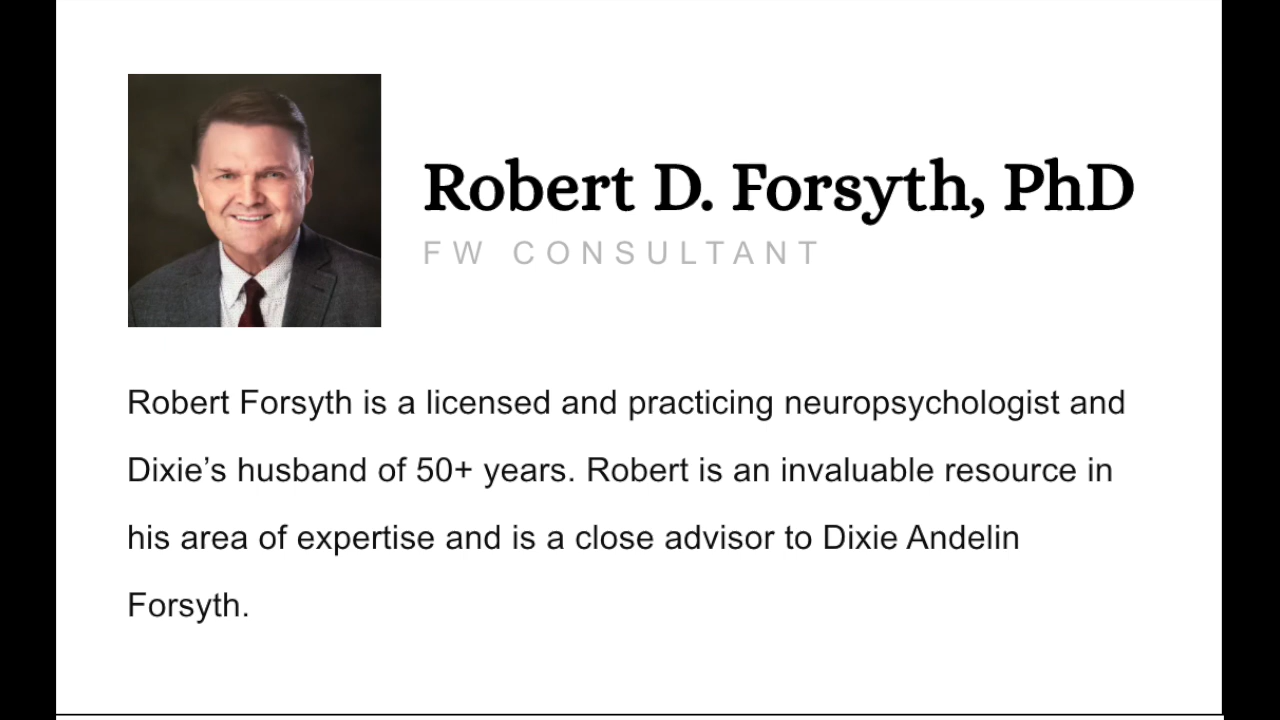 Robert D. Forsyth, PhD
FW CONSULTANT
Robert Forsyth is a licensed and practicing neuropsychologist and
Dixie’s husband of 50+ years. Robert is an invaluable resource in
his area of expertise and is a close advisor to Dixie Andelin
Forsyth.